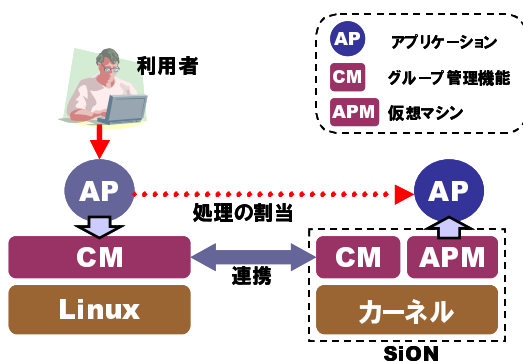 利用者
AP
アプリケーション
CM
グループ管理機能
APM
仮想マシン
AP
処理の割当
AP
CM
連携
CM
APM
Linux
カーネル
SiON